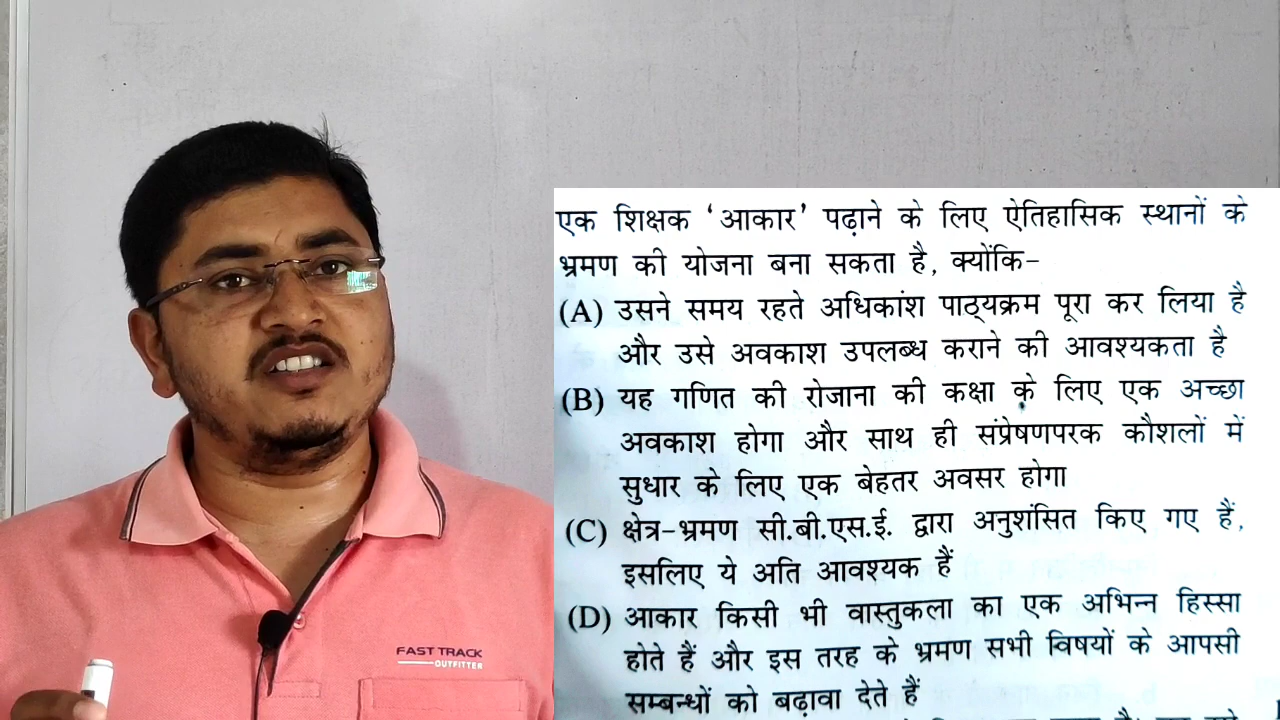 एक शिक्षक ‘आकार’ पढ़ाने के लिए ऐतिहासिक स्थानों के
भ्रमण की योजना बना सकता है, क्योंकि–
(A) उसने समय रहते अधिकांश पाठ्यक्रम पूरा कर लिया है
और उसे अवकाश उपलब्ध कराने की आवश्यकता है
(B) यह गणित की रोजाना की कक्षा के लिए एक अच्छा
अवकाश होगा और साथ ही संप्रेषणपरक कौशलों में
सुधार के लिए एक बेहतर अवसर होगा
(C) क्षेत्र–भ्रमण सी.बी.एस.ई. द्वारा अनुशंसित किए गए हैं,
इसलिए ये अति आवश्यक हैं
(D) आकार किसी भी वास्तुकला का एक अभिन्न हिस्सा
होते हैं और इस तरह के भ्रमण सभी विषयों के आपसी
सम्बन्धों को बढ़ावा देते हैं
FAST TRACK
OUTFITTER